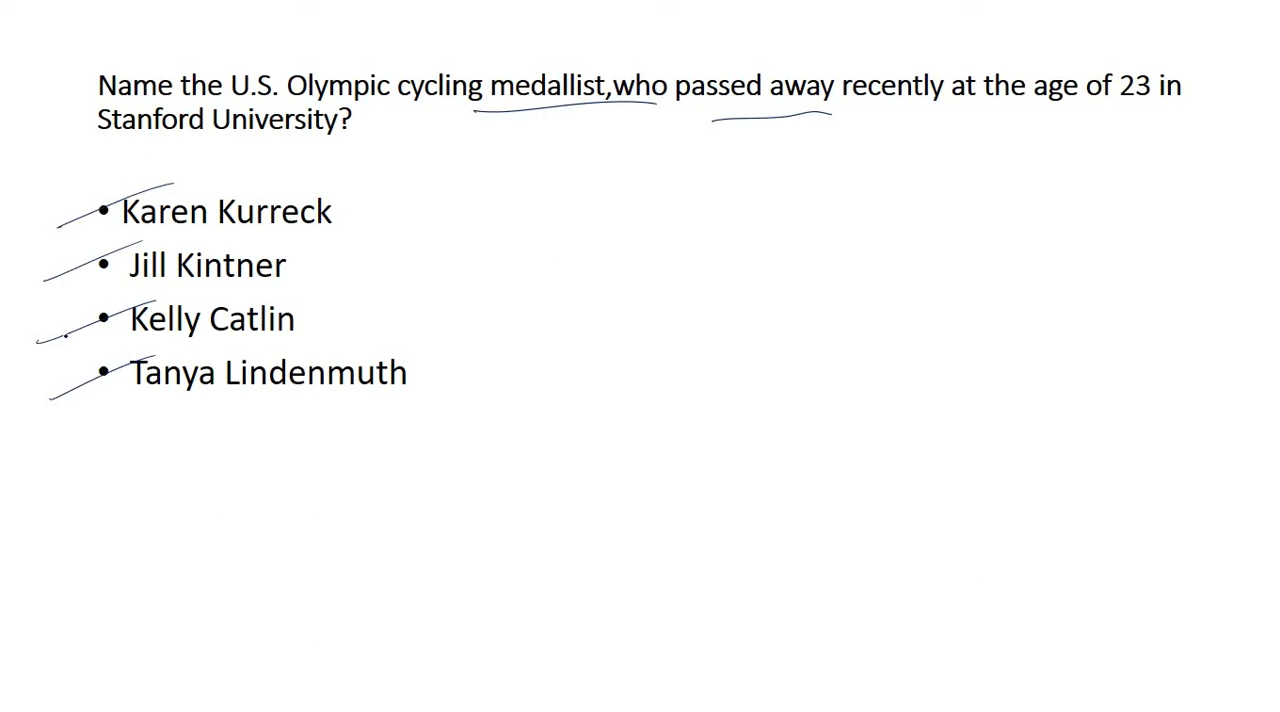 Name the U.S. Olympic cycling medallist,who passed away recently at the age of 23 in
Stanford University?
• Karen Kurreck
• Jill Kintner
• Kelly Catlin
• Tanya Lindenmuth